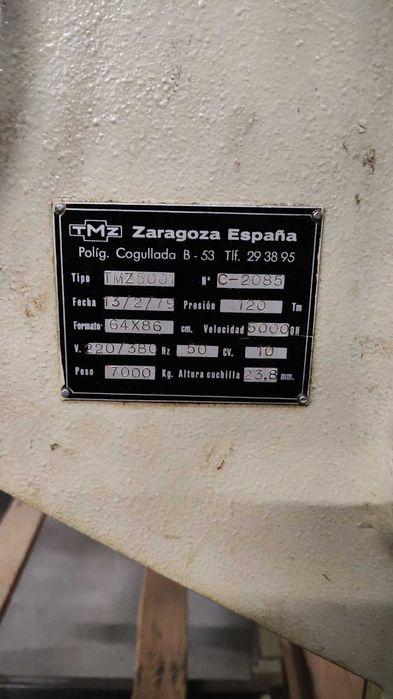 TMZ Zaragoza España
Políg. Cogullada B - 53 Tlf. 29 38 95
Tipo Nº C-2085
Fecha 13/2/79 Presión 120 Tm
Formato 64X86 cm. Velocidad 5000
V. 220/380 Hz 50 CV. 10
Peso 7000 Kg. Altura cuchilla 23.8 mm.